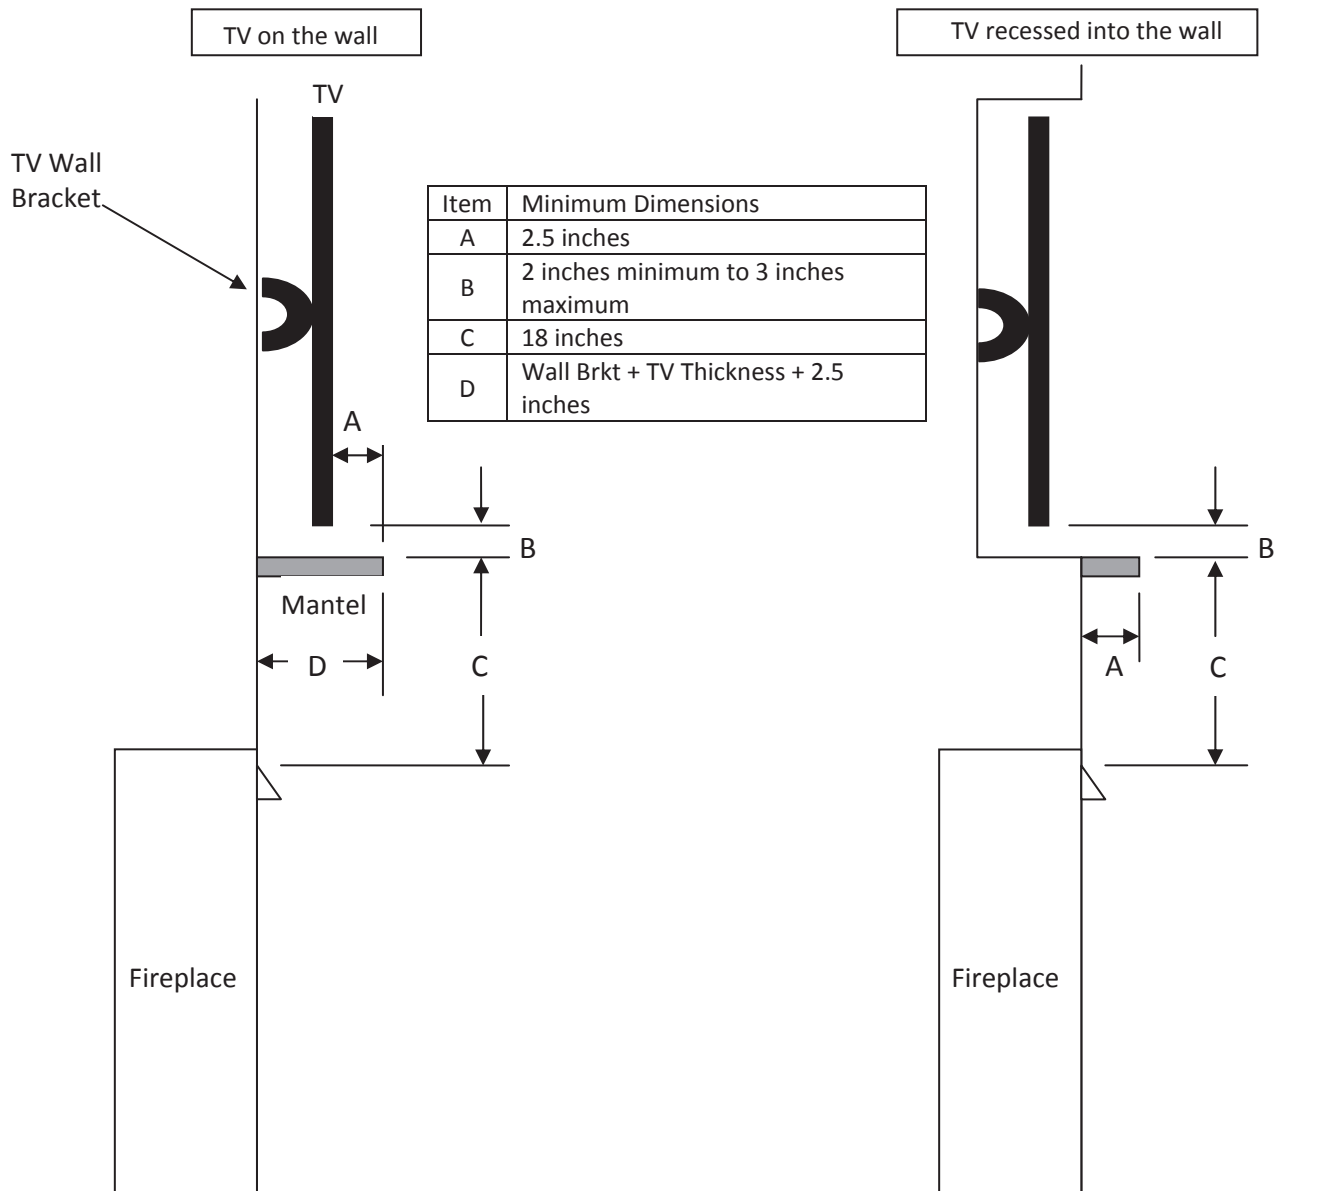 TV on the wall
TV recessed into the wall
TV
TV Wall
Bracket
Item Minimum Dimensions
A 2.5 inches
B 2 inches minimum to 3 inches
maximum
C 18 inches
D Wall Brkt + TV Thickness + 2.5
inches
A
B
Mantel
D
C
Fireplace
B
A
C
Fireplace